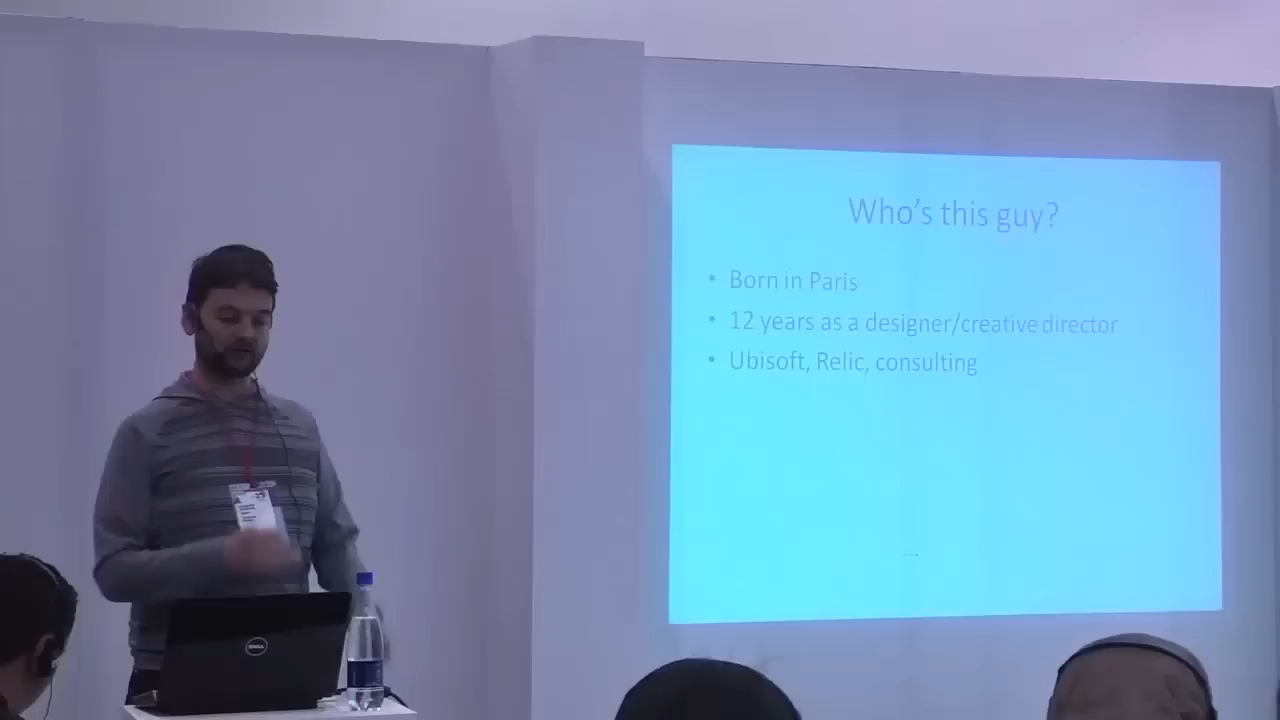 Who's this guy?
• Born in Paris
• 12 years as a designer/creative director
• Ubisoft, Relic, consulting
DELL